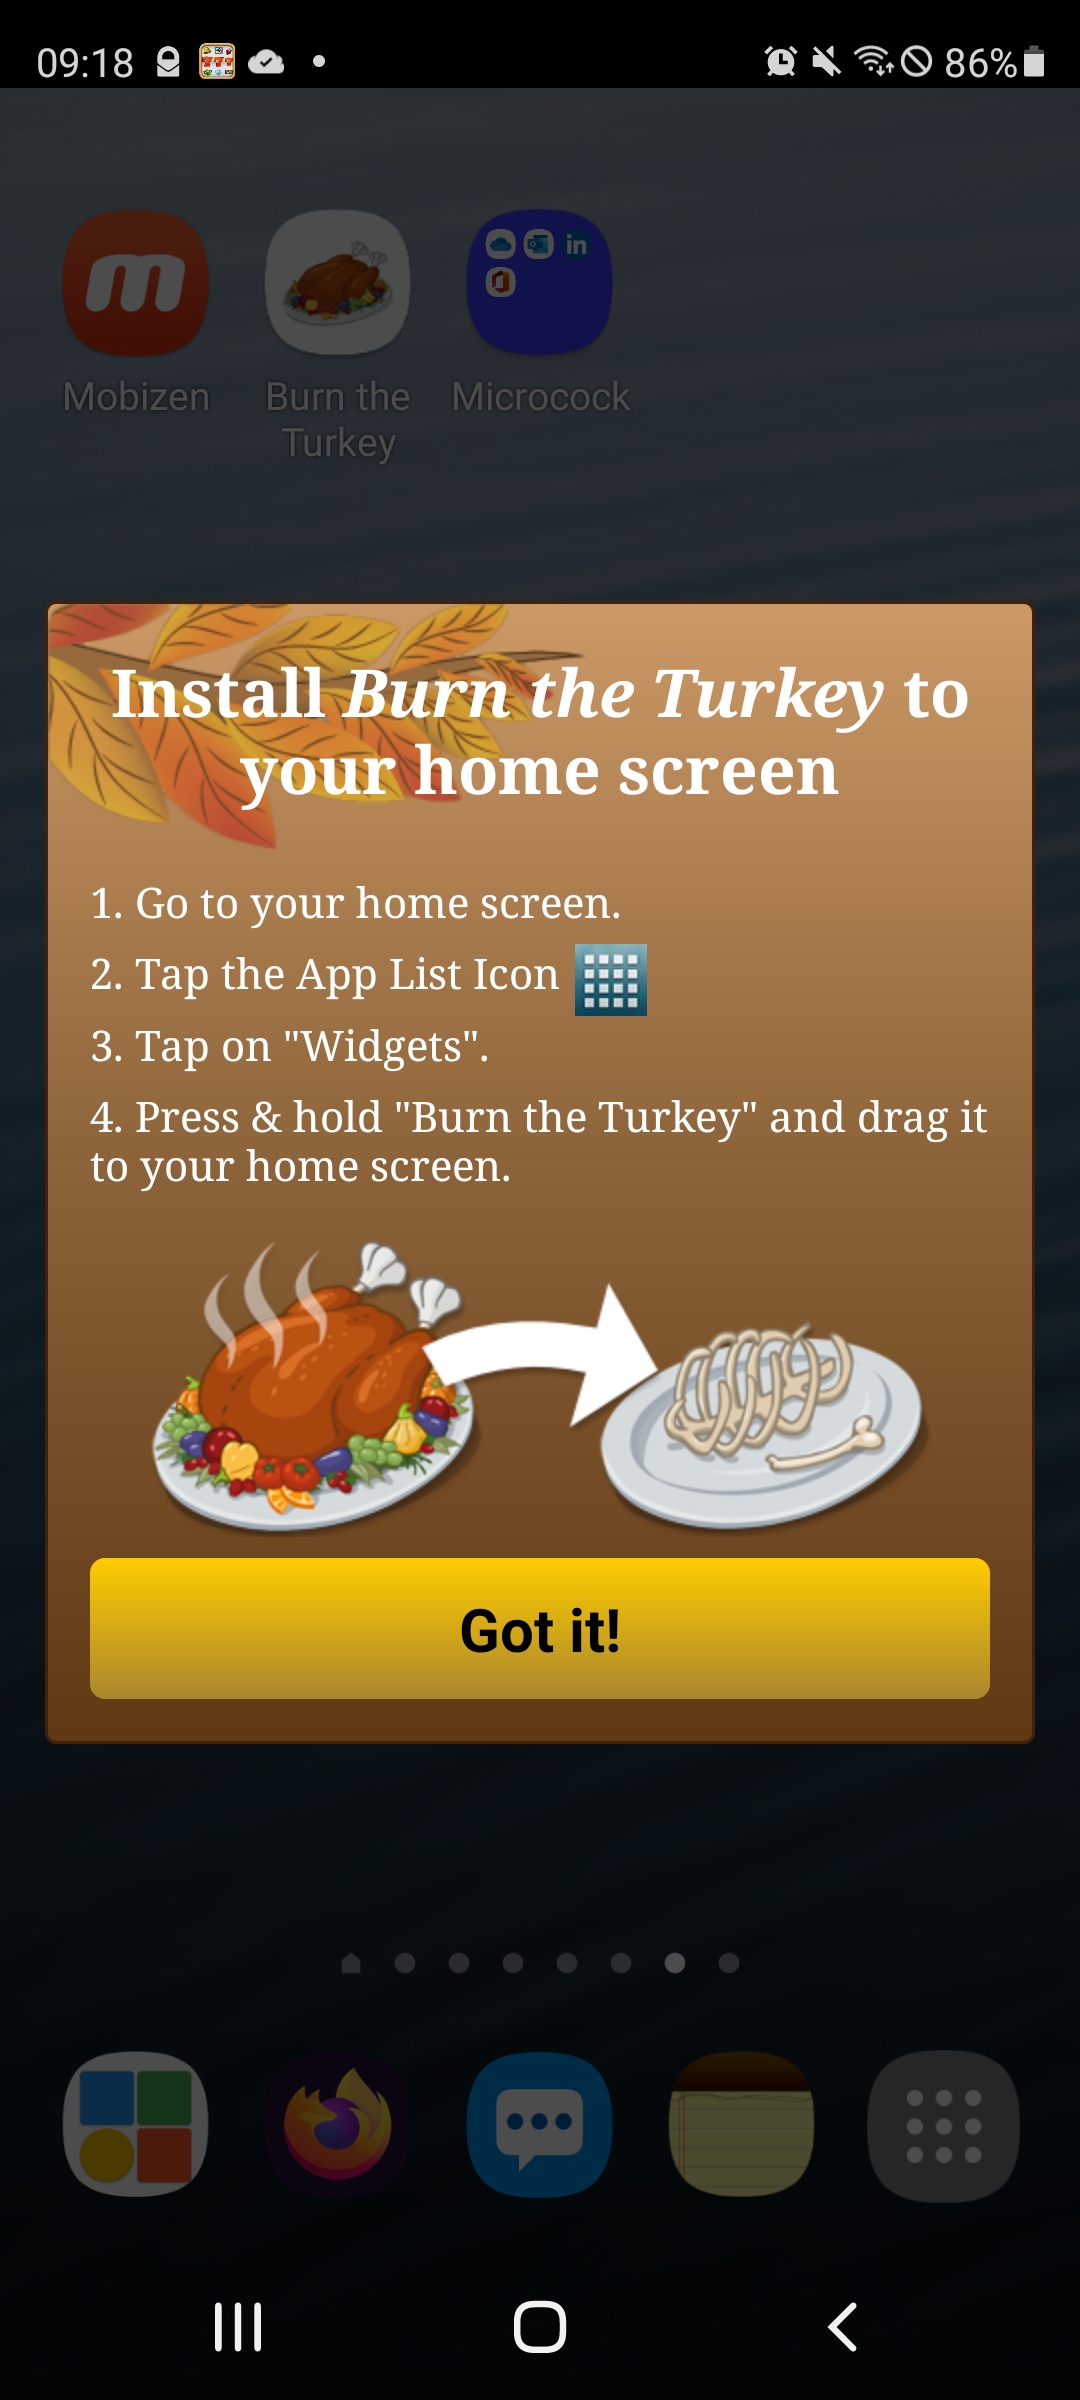 09:18
86%
in
Mobizen
Burn the
Turkey
Microcock
Install Burn the Turkey to
your home screen
1. Go to your home screen.
2. Tap the App List Icon
3. Tap on "Widgets".
4. Press & hold "Burn the Turkey" and drag it
to your home screen.
Got it!